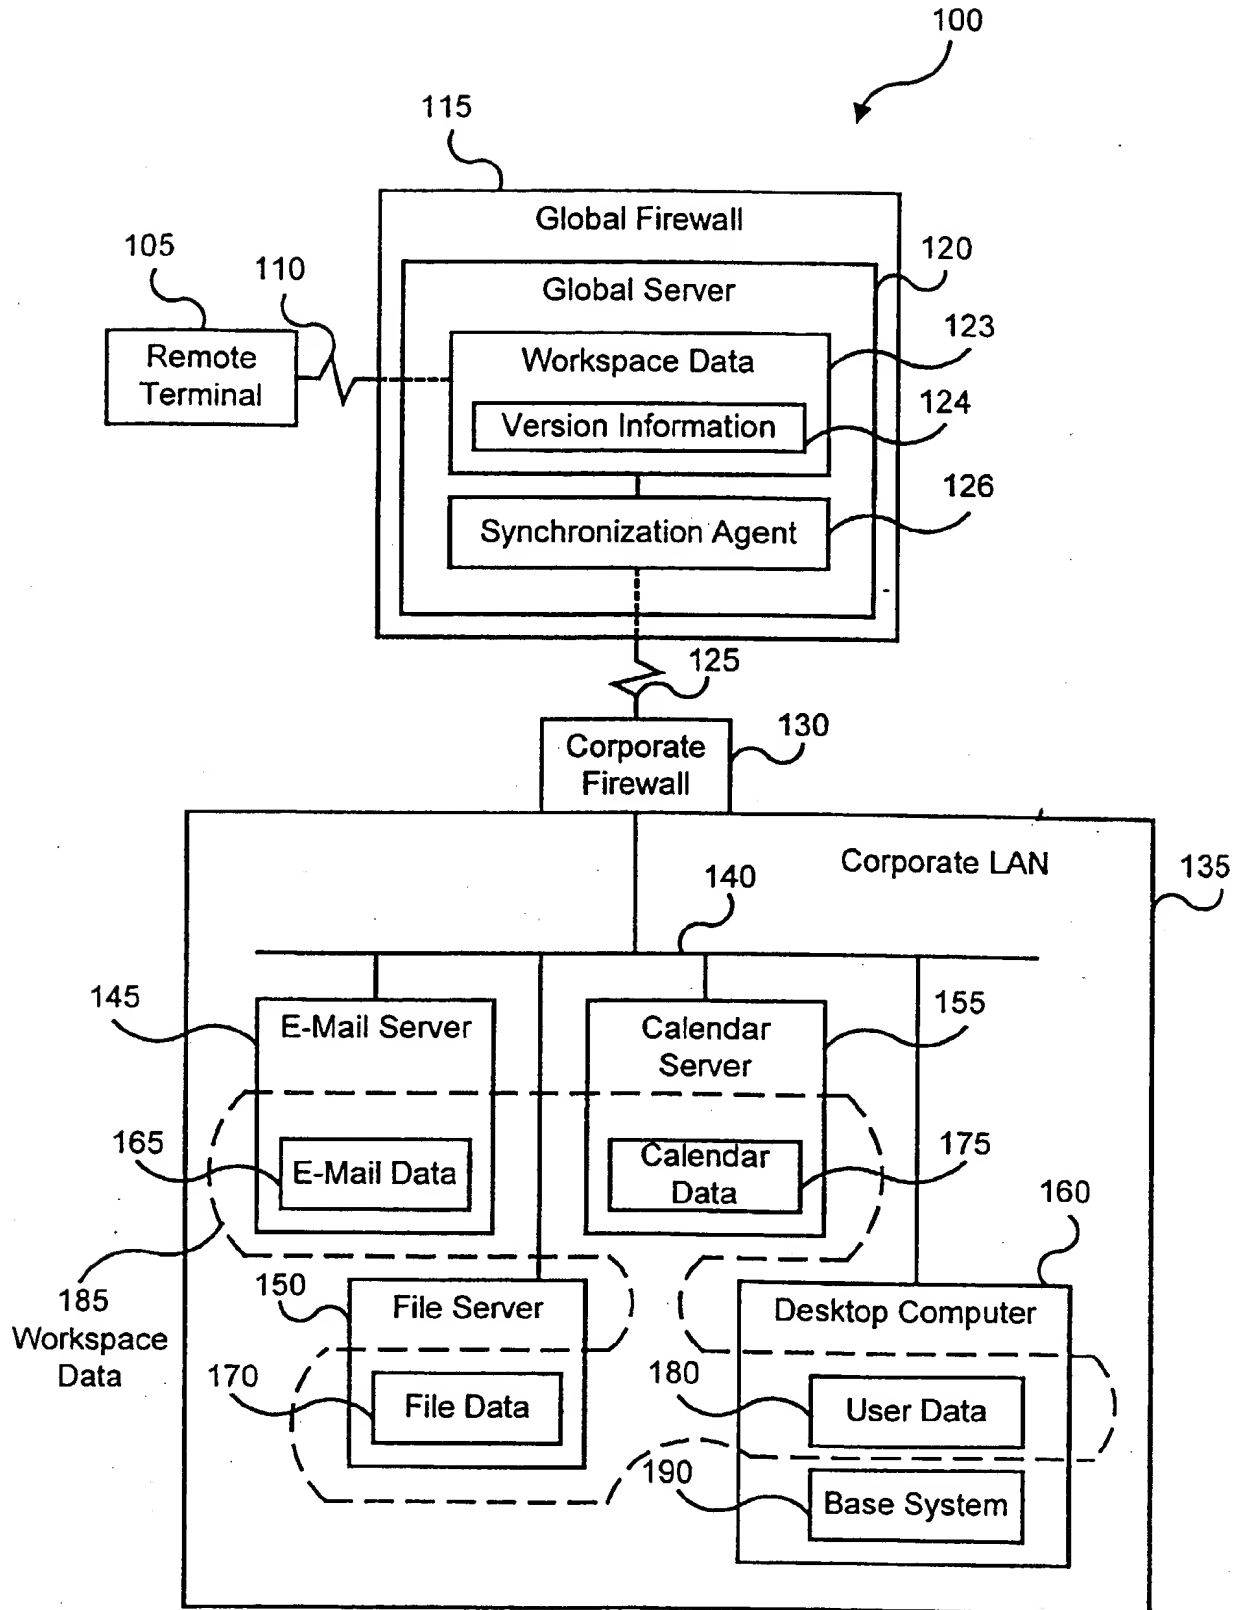 100
115
Global Firewall
105
110
120
Global Server
123
Remote
Terminal
Workspace Data
124
Version Information
126
Synchronization Agent
125
130
Corporate
Firewall
Corporate LAN
135
140
145
E-Mail Server
Calendar
Server
155
165
E-Mail Data
Calendar
Data
175
160
185
Workspace
Data
150
File Server
Desktop Computer
170
File Data
180
User Data
190
Base System